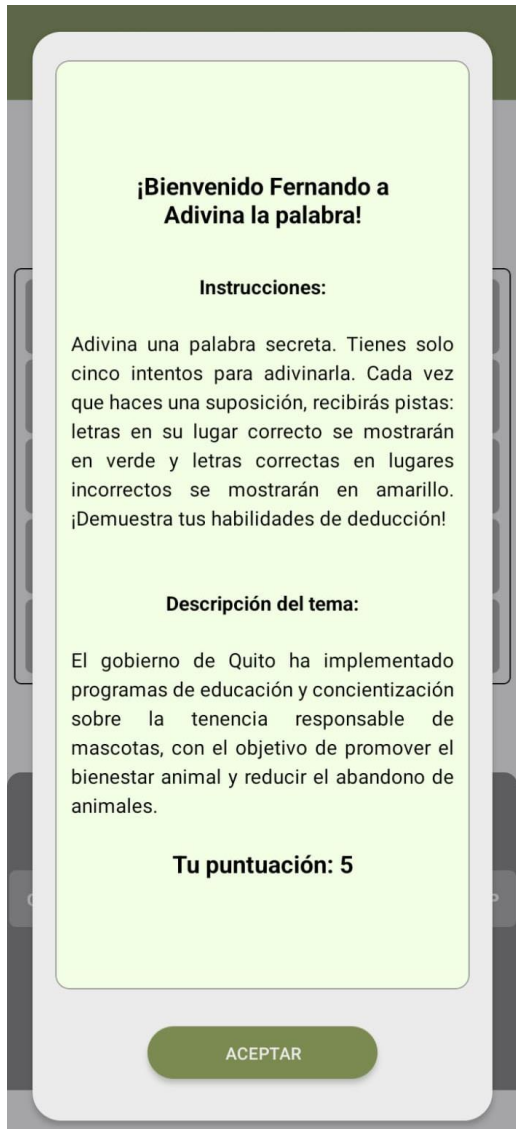 ¡Bienvenido Fernando a
Adivina la palabra!
Instrucciones:
Adivina una palabra secreta. Tienes solo
cinco intentos para adivinarla. Cada vez
que haces una suposición, recibirás pistas:
letras en su lugar correcto se mostrarán
en verde y letras correctas en lugares
incorrectos se mostrarán en amarillo.
¡Demuestra tus habilidades de deducción!
Descripción del tema:
El gobierno de Quito ha implementado
programas de educación y concientización
sobre la tenencia responsable de
mascotas, con el objetivo de promover el
bienestar animal y reducir el abandono de
animales.
Tu puntuación: 5
ACEPTAR